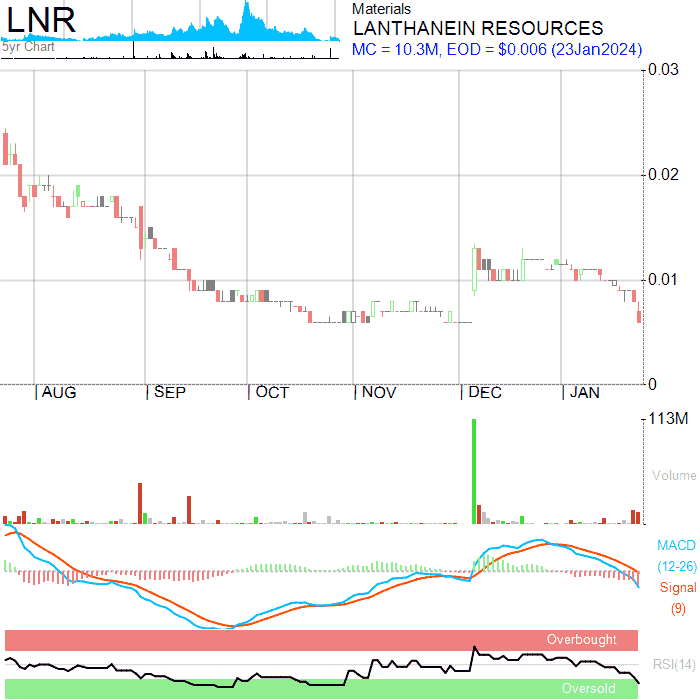 LNR
5yr Chart
Materials
LANTHANEIN RESOURCES
MC = 10.3M, EOD = $0.006 (23Jan2024)
0.03
0.02
0.01
0
AUG SEP OCT NOV DEC JAN
113M
Volume
MACD
(12-26)
Signal
(9)
Overbought
RSI(14)
Oversold